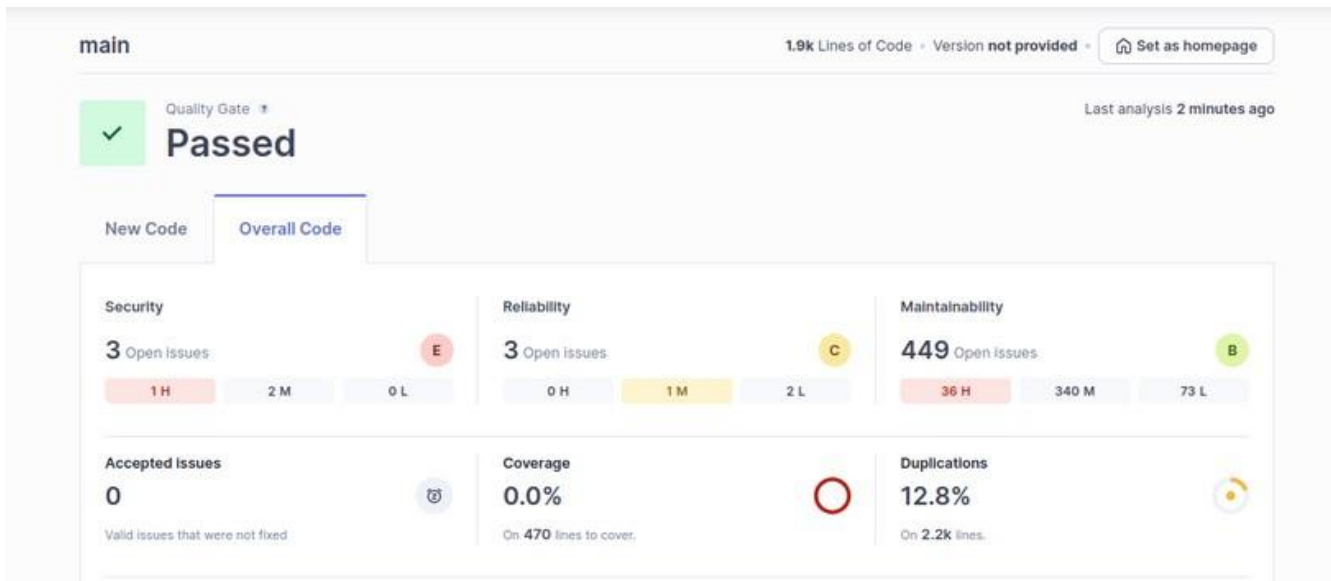 main
1.9k Lines of Code • Version not provided • Set as homepage
Quality Gate ?
Passed
Last analysis 2 minutes ago
New Code
Overall Code
Security
3 Open issues E
1 H 2 M 0 L
Reliability
3 Open issues C
0 H 1 M 2 L
Maintainability
449 Open issues B
36 H 340 M 73 L
Accepted issues
0
Valid issues that were not fixed
Coverage
0.0%
On 470 lines to cover.
Duplications
12.8%
On 2.2k lines.